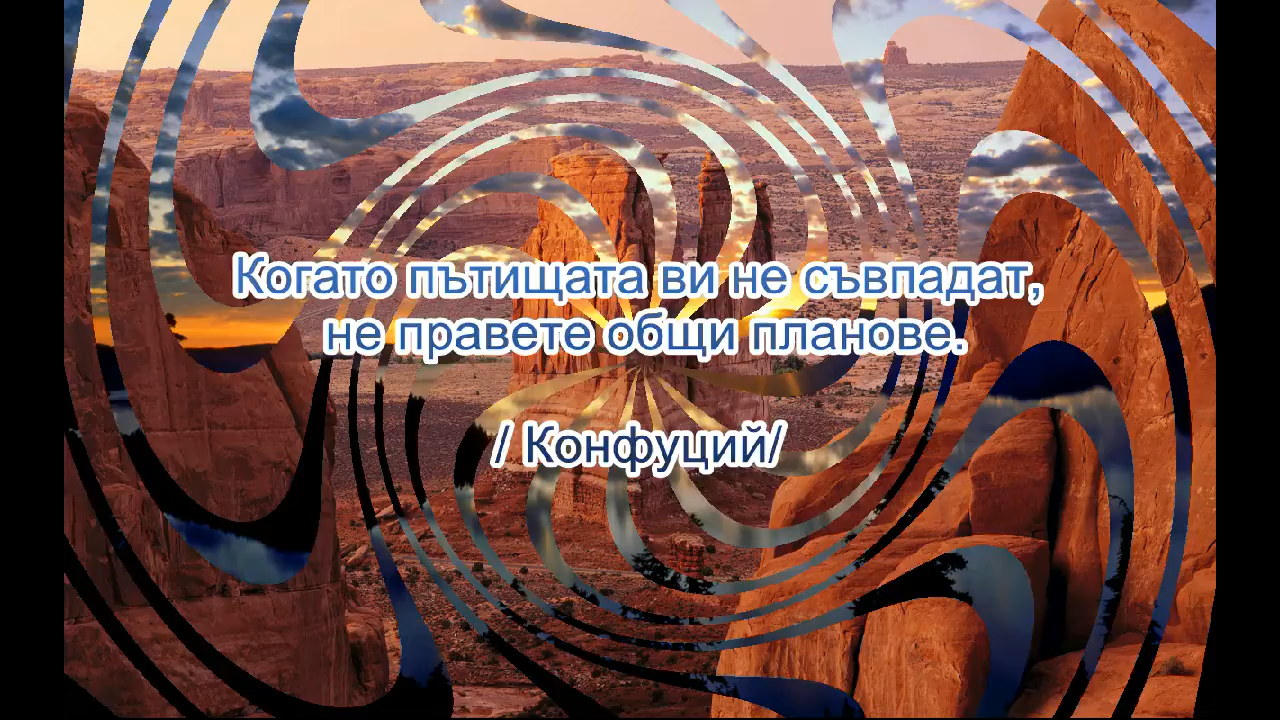 Когато пътищата ви не съвпадат,
не правете общи планове.
/ Конфуций/